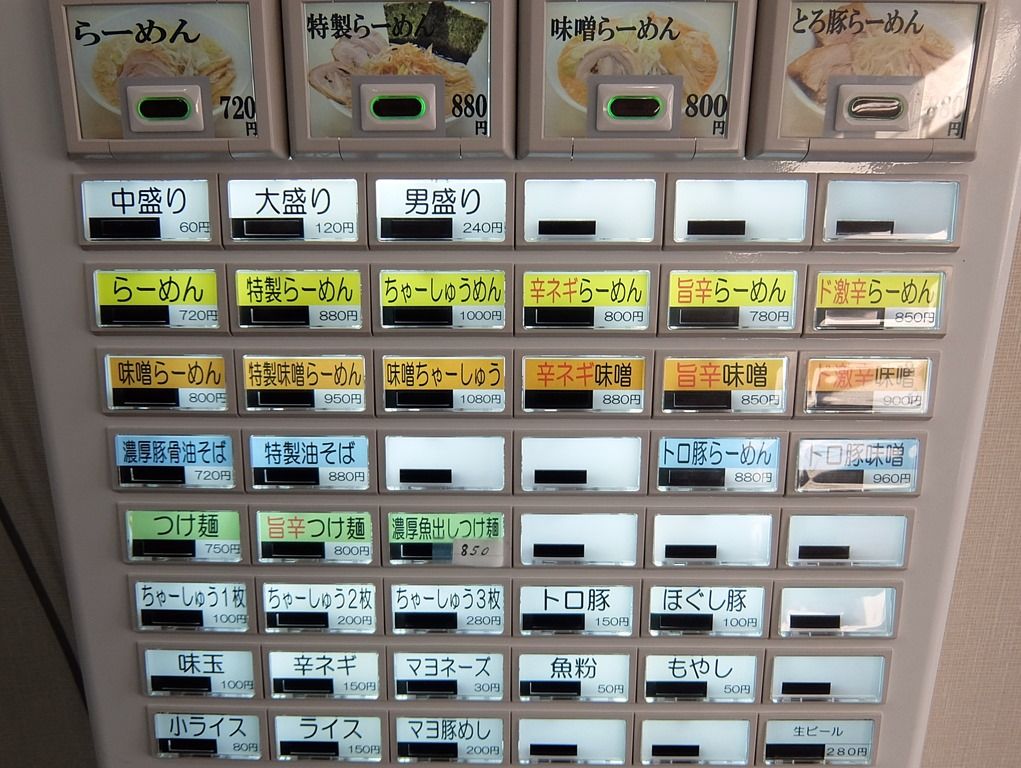 らーめん
720円
特製らーめん
880円
味噌らーめん
800円
とろ豚らーめん
880円
中盛り 60円
大盛り 120円
男盛り 240円
らーめん 720円
特製らーめん 880円
ちゃーしゅうめん 1000円
辛ネギらーめん 800円
旨辛らーめん 780円
ド激辛らーめん 850円
味噌らーめん 800円
特製味噌らーめん 950円
味噌ちゃーしゅう 1080円
辛ネギ味噌 880円
旨辛味噌 850円
ド激辛味噌 900円
濃厚豚骨油そば 720円
特製油そば 880円
トロ豚らーめん 880円
トロ豚味噌 960円
つけ麺 750円
旨辛つけ麺 800円
濃厚魚出しつけ麺 850
ちゃーしゅう1枚 100円
ちゃーしゅう2枚 200円
ちゃーしゅう3枚 280円
トロ豚 150円
ほぐし豚 100円
味玉 100円
辛ネギ 150円
マヨネーズ 30円
魚粉 50円
もやし 50円
小ライス 80円
ライス 150円
マヨ豚めし 200円
生ビール 280円